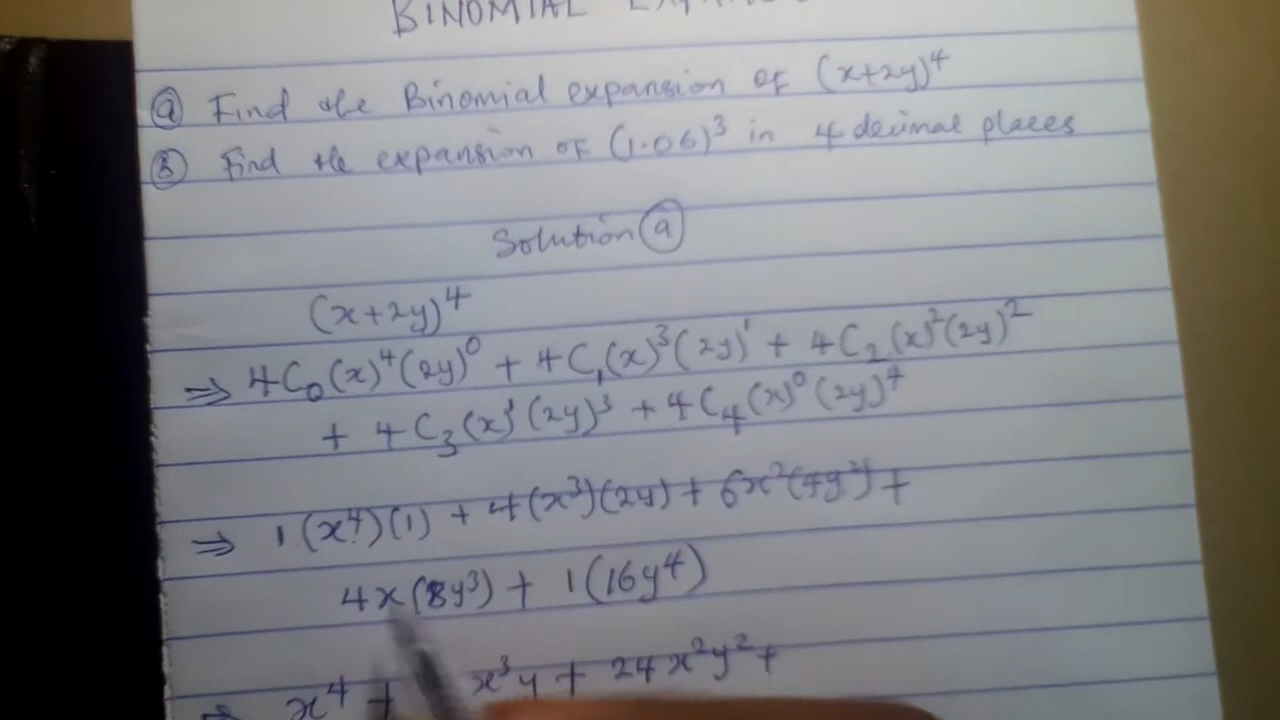 BINOMIAL
ⓐ Find the Binomial expansion of (x+2y)⁴
ⓑ Find the expansion of (1.06)³ in 4 decimal places
Solution ⓐ
(x+2y)⁴
⇒ 4C₀(x)⁴(2y)⁰ + 4C₁(x)³(2y)¹ + 4C₂(x)²(2y)²
+ 4C₃(x)¹(2y)³ + 4C₄(x)⁰(2y)⁴
⇒ 1(x⁴)(1) + 4(x³)(2y) + 6x²(4y²) +
4x(8y³) + 1(16y⁴)
⇒ x⁴ + x³y + 24x²y² +